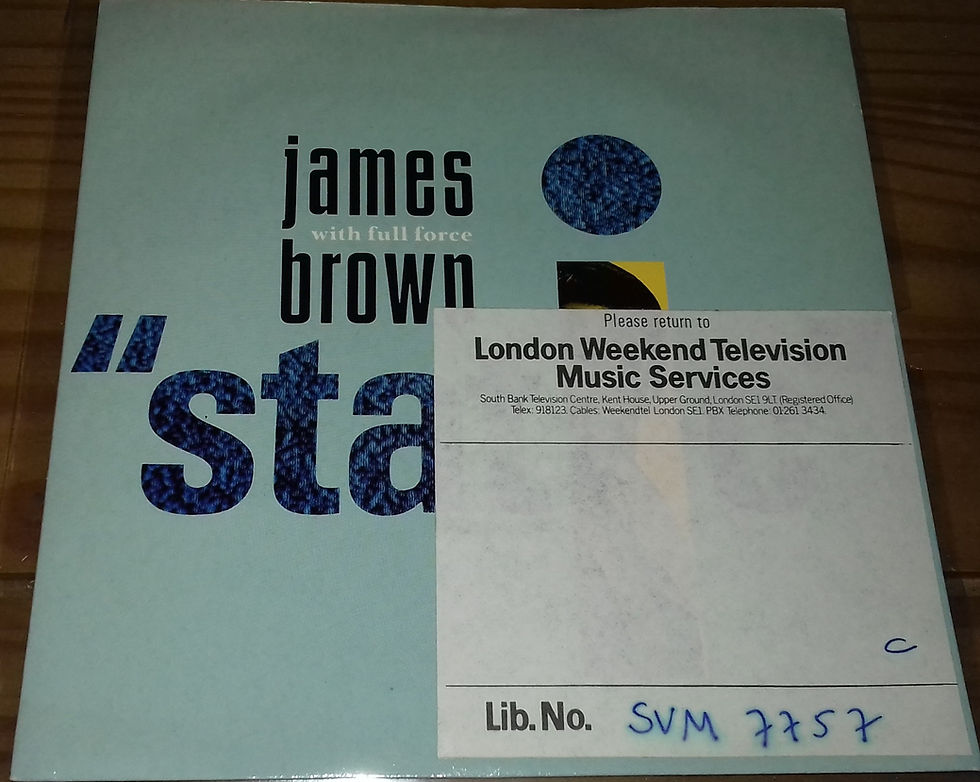 james
with full force
brown
"sta
Please return to
London Weekend Television
Music Services
South Bank Television Centre, Kent House, Upper Ground, London SE1 9LT (Registered Office)
Telex: 918123. Cables: Weekendtel London SE1. PBX Telephone: 01-261 3434.
c
Lib. No. SVM 7757